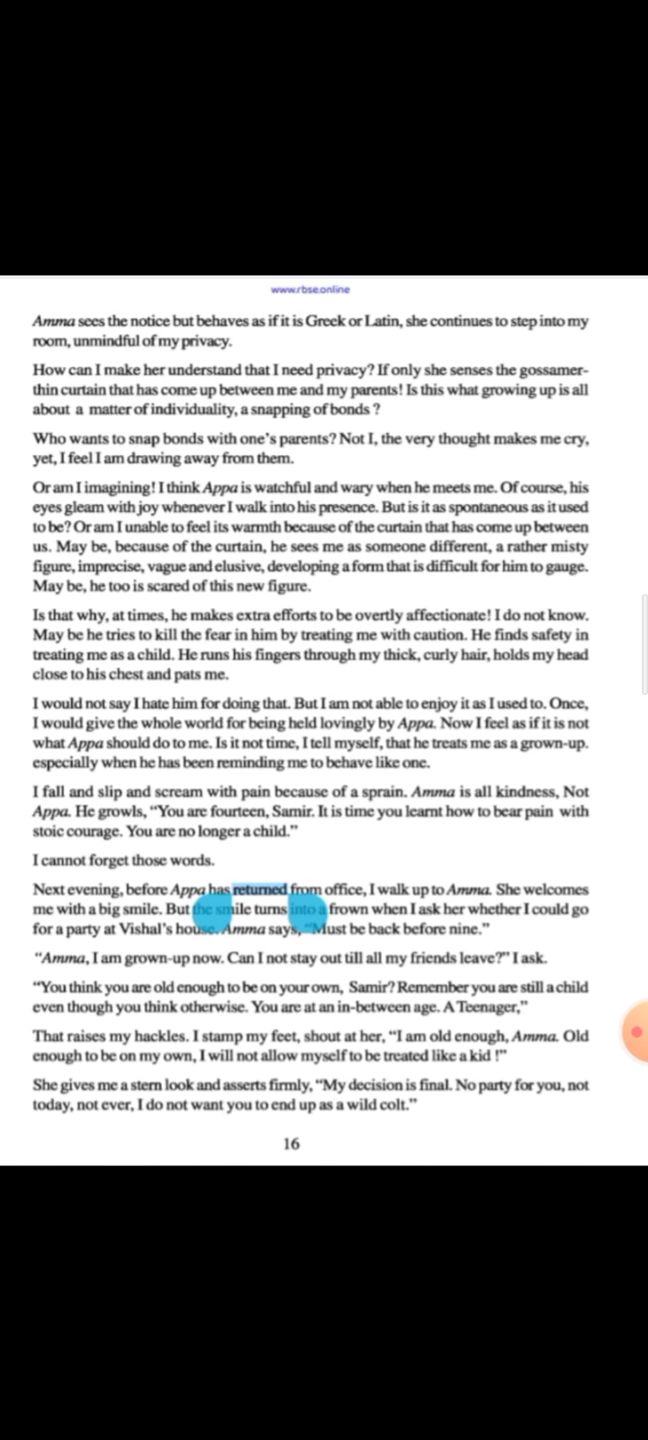 www.rbse.online
Amma sees the notice but behaves as if it is Greek or Latin, she continues to step into my
room, unmindful of my privacy.
How can I make her understand that I need privacy? If only she senses the gossamer-
thin curtain that has come up between me and my parents! Is this what growing up is all
about a matter of individuality, a snapping of bonds ?
Who wants to snap bonds with one's parents? Not I, the very thought makes me cry,
yet, I feel I am drawing away from them.
Or am I imagining! I think Appa is watchful and wary when he meets me. Of course, his
eyes gleam with joy whenever I walk into his presence. But is it as spontaneous as it used
to be? Or am I unable to feel its warmth because of the curtain that has come up between
us. May be, because of the curtain, he sees me as someone different, a rather misty
figure, imprecise, vague and elusive, developing a form that is difficult for him to gauge.
May be, he too is scared of this new figure.
Is that why, at times, he makes extra efforts to be overtly affectionate! I do not know.
May be he tries to kill the fear in him by treating me with caution. He finds safety in
treating me as a child. He runs his fingers through my thick, curly hair, holds my head
close to his chest and pats me.
I would not say I hate him for doing that. But I am not able to enjoy it as I used to. Once,
I would give the whole world for being held lovingly by Appa. Now I feel as if it is not
what Appa should do to me. Is it not time, I tell myself, that he treats me as a grown-up.
especially when he has been reminding me to behave like one.
I fall and slip and scream with pain because of a sprain. Amma is all kindness, Not
Appa. He growls, "You are fourteen, Samir. It is time you learnt how to bear pain with
stoic courage. You are no longer a child."
I cannot forget those words.
Next evening, before Appa has returned from office, I walk up to Amma. She welcomes
me with a big smile. But the smile turns into a frown when I ask her whether I could go
for a party at Vishal's house. Amma says, "Must be back before nine."
"Amma, I am grown-up now. Can I not stay out till all my friends leave?" I ask.
"You think you are old enough to be on your own, Samir? Remember you are still a child
even though you think otherwise. You are at an in-between age. A Teenager,"
That raises my hackles. I stamp my feet, shout at her, "I am old enough, Amma. Old
enough to be on my own, I will not allow myself to be treated like a kid !"
She gives me a stern look and asserts firmly, "My decision is final. No party for you, not
today, not ever, I do not want you to end up as a wild colt."
16